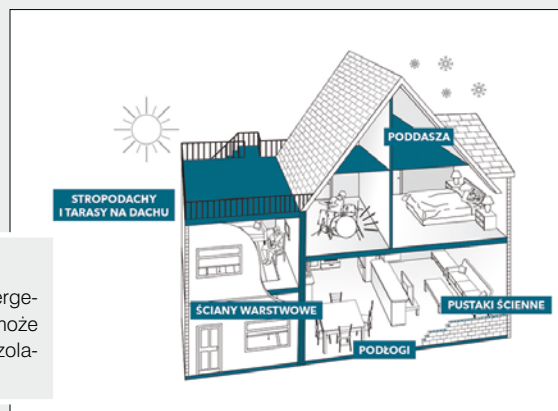 PODDASZA
STROPODACHY
I TARASY NA DACHU
ŚCIANY WARSTWOWE
PUSTAKI ŚCIENNE
PODŁOGI
erge-
może
zola-